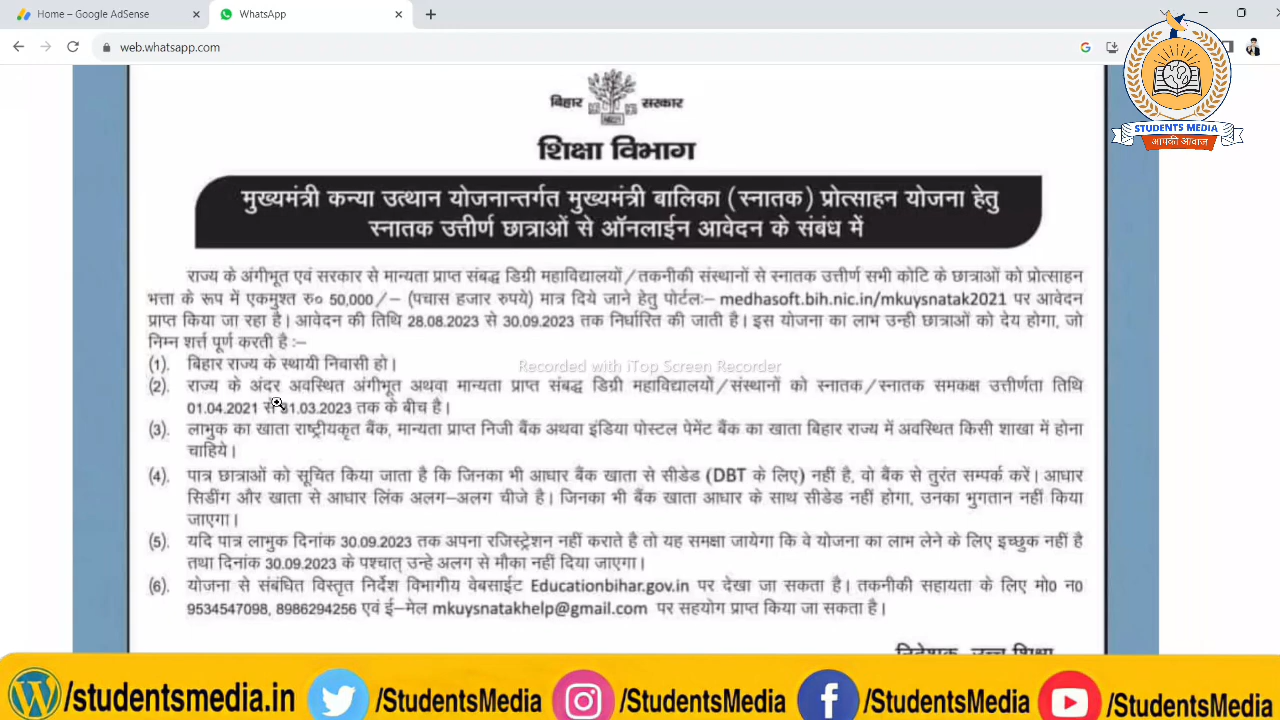 Home – Google AdSense
WhatsApp
web.whatsapp.com
STUDENTS MEDIA
आपकी आवाज
बिहार सरकार
शिक्षा विभाग
मुख्यमंत्री कन्या उत्थान योजनान्तर्गत मुख्यमंत्री बालिका (स्नातक) प्रोत्साहन योजना हेतु
स्नातक उत्तीर्ण छात्राओं से ऑनलाईन आवेदन के संबंध में
राज्य के अंगीभूत एवं सरकार से मान्यता प्राप्त संबद्ध डिग्री महाविद्यालयों/तकनीकी संस्थानों से स्नातक उत्तीर्ण सभी कोटि के छात्राओं को प्रोत्साहन
भत्ता के रूप में एकमुश्त रु० 50,000/– (पचास हजार रुपये) मात्र दिये जाने हेतु पोर्टलः– medhasoft.bih.nic.in/mkuysnatak2021 पर आवेदन
प्राप्त किया जा रहा है। आवेदन की तिथि 28.08.2023 से 30.09.2023 तक निर्धारित की जाती है। इस योजना का लाभ उन्ही छात्राओं को देय होगा, जो
निम्न शर्त्त पूर्ण करती है :–
(1). बिहार राज्य के स्थायी निवासी हो।
Recorded with iTop Screen Recorder
(2). राज्य के अंदर अवस्थित अंगीभूत अथवा मान्यता प्राप्त संबद्ध डिग्री महाविद्यालयों/संस्थानों को स्नातक/स्नातक समकक्ष उत्तीर्णता तिथि
01.04.2021 से 31.03.2023 तक के बीच है।
(3). लाभुक का खाता राष्ट्रीयकृत बैंक, मान्यता प्राप्त निजी बैंक अथवा इंडिया पोस्टल पेमेंट बैंक का खाता बिहार राज्य में अवस्थित किसी शाखा में होना
चाहिये।
(4). पात्र छात्राओं को सूचित किया जाता है कि जिनका भी आधार बैंक खाता से सीडेड (DBT के लिए) नहीं है, वो बैंक से तुरंत सम्पर्क करें। आधार
सिडींग और खाता से आधार लिंक अलग–अलग चीजे है। जिनका भी बैंक खाता आधार के साथ सीडेड नहीं होगा, उनका भुगतान नहीं किया
जाएगा।
(5). यदि पात्र लाभुक दिनांक 30.09.2023 तक अपना रजिस्ट्रेशन नहीं कराते है तो यह समक्षा जायेगा कि वे योजना का लाभ लेने के लिए इच्छुक नहीं है
तथा दिनांक 30.09.2023 के पश्चात् उन्हे अलग से मौका नहीं दिया जाएगा।
(6). योजना से संबंधित विस्तृत निर्देश विभागीय वेबसाईट Educationbihar.gov.in पर देखा जा सकता है। तकनीकी सहायता के लिए मो0 न0
9534547098, 8986294256 एवं ई–मेल mkuysnatakhelp@gmail.com पर सहयोग प्राप्त किया जा सकता है।
निदेशक, उच्च शिक्षा
/studentsmedia.in
/StudentsMedia
/StudentsMedia
/StudentsMedia
/StudentsMedia